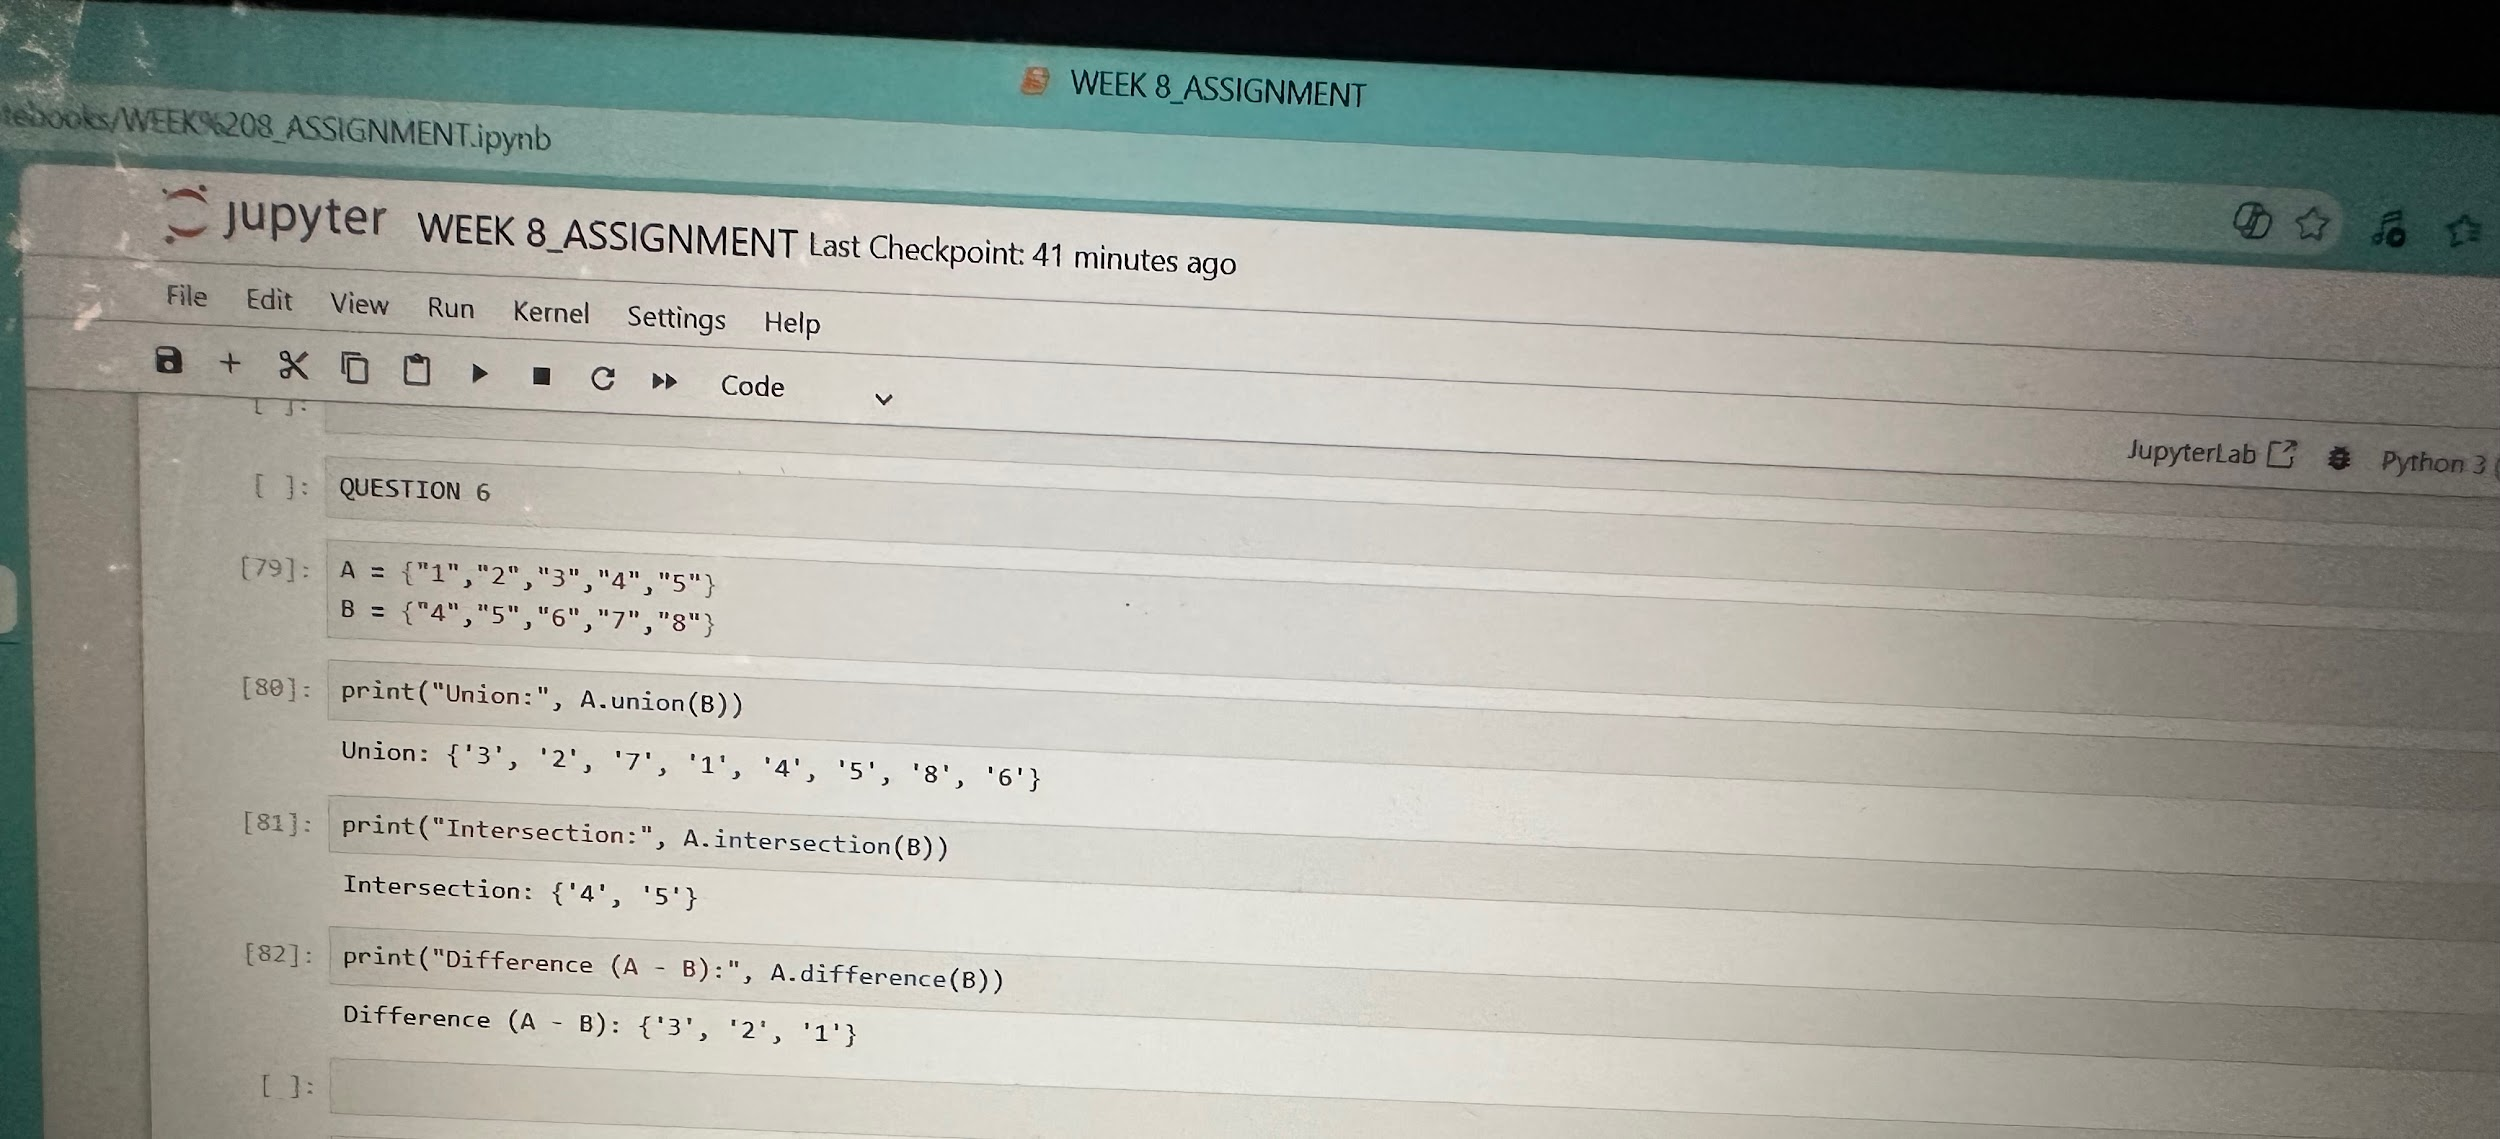 WEEK 8_ASSIGNMENT
tebooks/WEEK%208_ASSIGNMENT.ipynb
jupyter WEEK 8_ASSIGNMENT Last Checkpoint: 41 minutes ago
File Edit View Run Kernel Settings Help
Code
JupyterLab Python 3 (
[ ]:
[ ]: QUESTION 6
[79]: A = {"1","2","3","4","5"}
B = {"4","5","6","7","8"}
[80]: print("Union:", A.union(B))
Union: {'3', '2', '7', '1', '4', '5', '8', '6'}
[81]: print("Intersection:", A.intersection(B))
Intersection: {'4', '5'}
[82]: print("Difference (A - B):", A.difference(B))
Difference (A - B): {'3', '2', '1'}
[ ]: